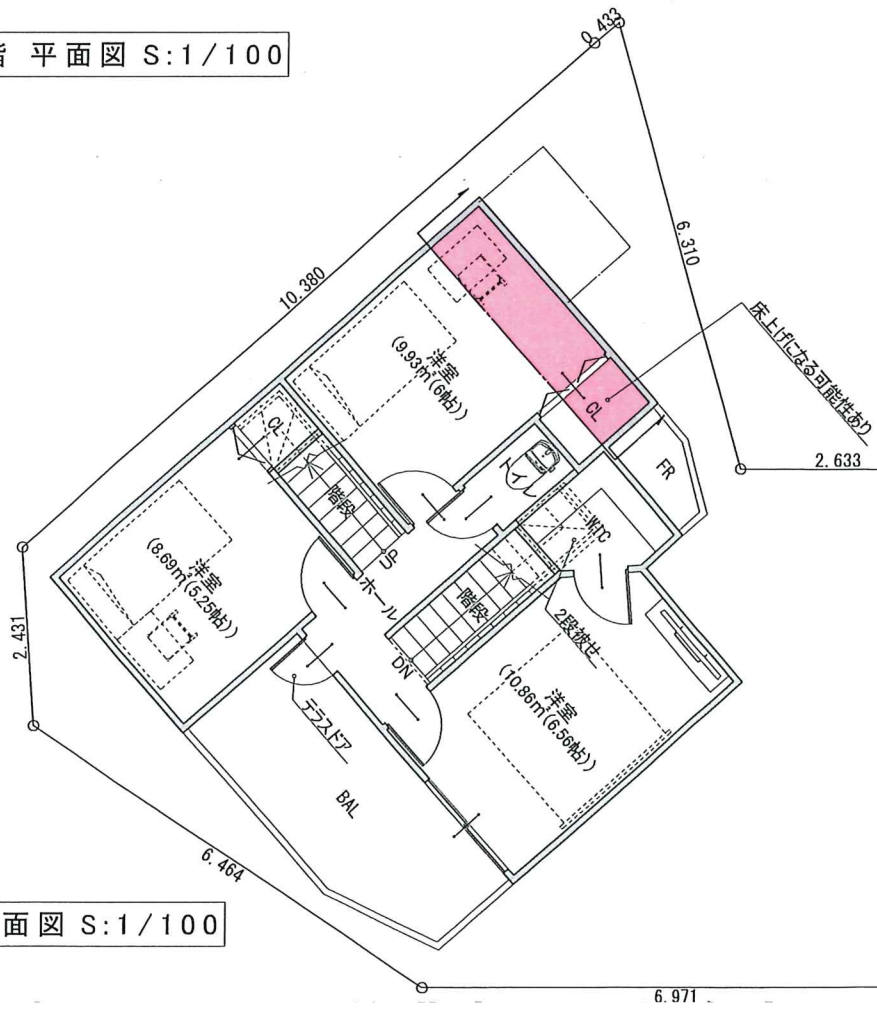 階 平面図 S:1/100
0.433
6.310
10.380
床上げになる可能性あり
2.633
洋室
(9.93㎡(6帖))
CL
FR
CL
トイレ
階段
W.I.C
UP
洋室
(8.69㎡(5.25帖))
ホール
階段
2段被せ
2.431
DN
洋室
(10.86㎡(6.56帖))
テラスドア
BAL
6.464
面図 S:1/100
6.971